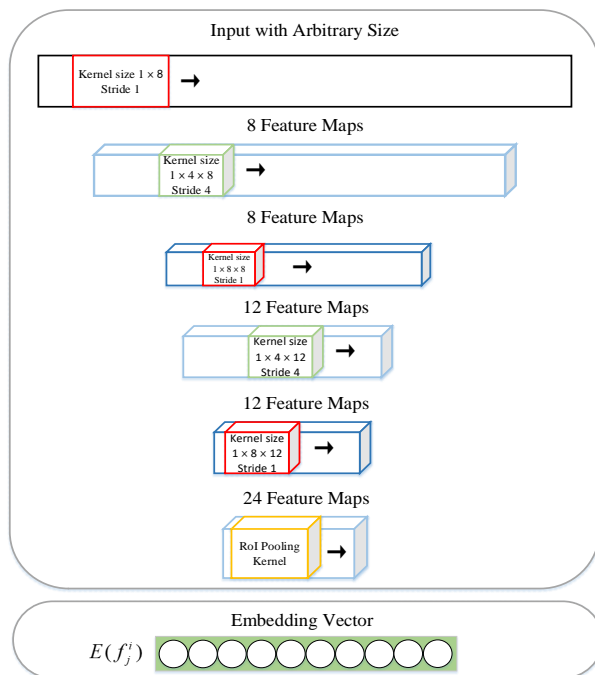 Input with Arbitrary Size
Kernel size 1 × 8
Stride 1
8 Feature Maps
Kernel size
1 × 4 × 8
Stride 4
8 Feature Maps
Kernel size
1 × 8 × 8
Stride 1
12 Feature Maps
Kernel size
1 × 4 × 12
Stride 4
12 Feature Maps
Kernel size
1 × 8 × 12
Stride 1
24 Feature Maps
RoI Pooling
Kernel
Embedding Vector
E(f_j^i)